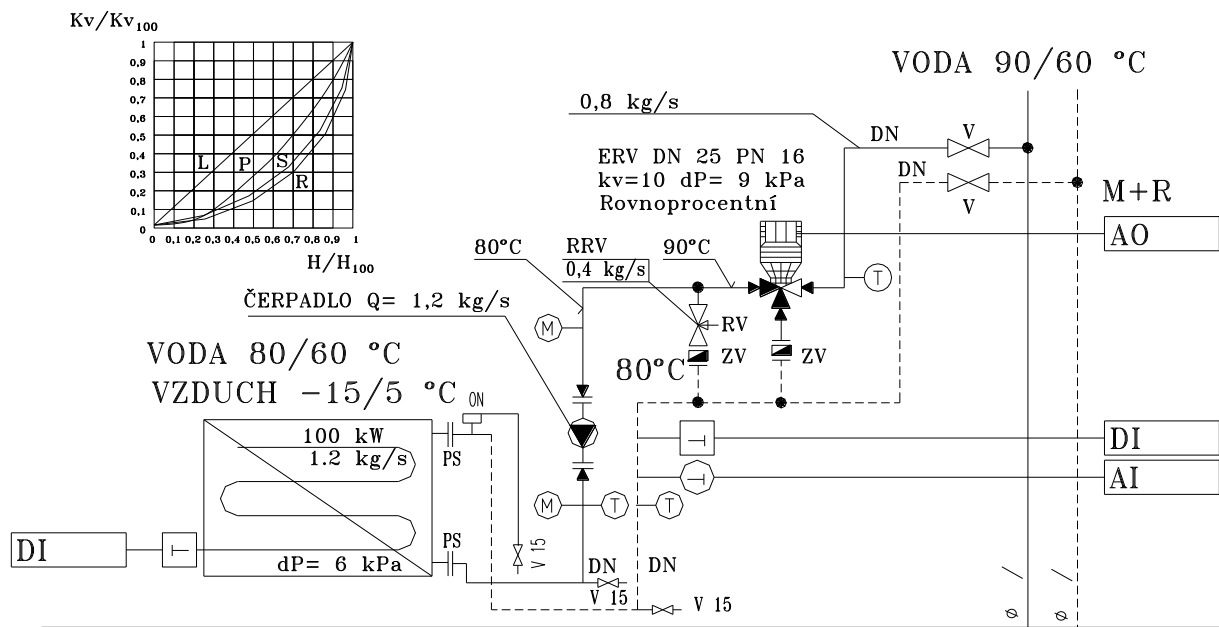 Kv/Kv100
1
0,9
0,8
0,7
0,6
0,5
0,4
0,3
0,2
0,1
0
L
P
S
R
0
0,1
0,2
0,3
0,4
0,5
0,6
0,7
0,8
0,9
1
H/H100
VODA 90/60 °C
0,8 kg/s
DN
V
DN
V
ERV DN 25 PN 16
kv=10 dP= 9 kPa
Rovnoprocentní
M+R
AO
80°C
RRV
0,4 kg/s
90°C
T
ČERPADLO Q= 1,2 kg/s
M
RV
ZV
ZV
80°C
VODA 80/60 °C
VZDUCH -15/5 °C
ON
100 kW
1.2 kg/s
PS
T
DI
T
AI
M
T
T
DI
T
dP= 6 kPa
PS
V 15
DN
V 15
DN
V 15
ø /
ø /